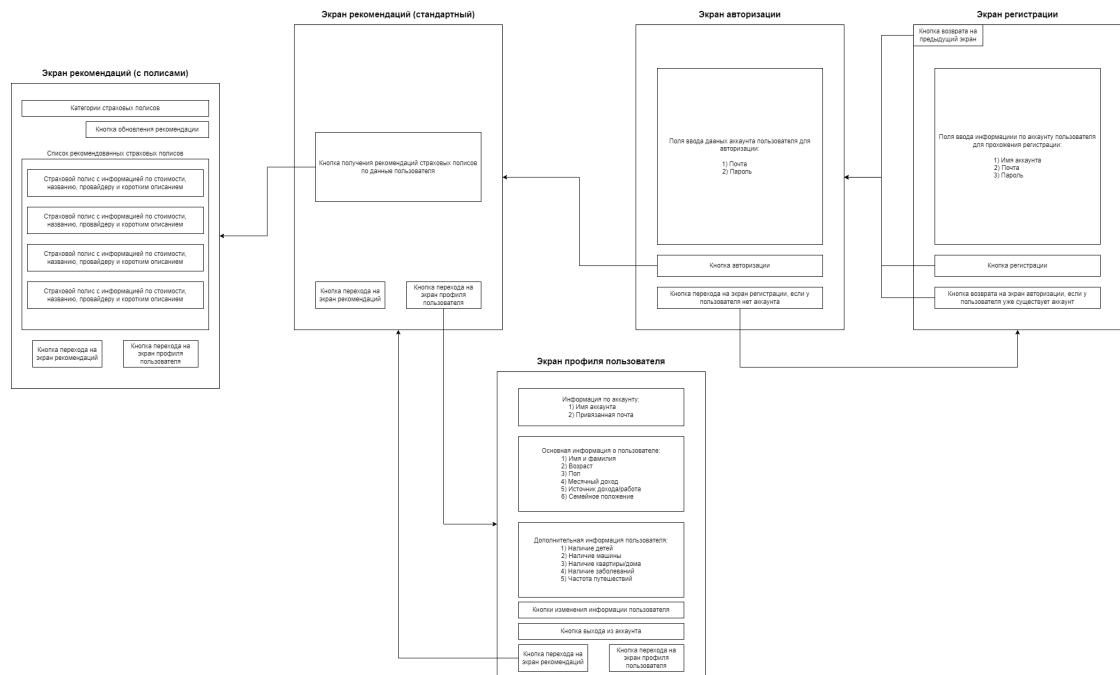 Экран рекомендаций (с полисами)
Категории страховых полисов
Кнопка обновления рекомендации
Список рекомендованных страховых полисов
Страховой полис с информацией по стоимости,
названию, провайдеру и коротким описанием
Страховой полис с информацией по стоимости,
названию, провайдеру и коротким описанием
Страховой полис с информацией по стоимости,
названию, провайдеру и коротким описанием
Страховой полис с информацией по стоимости,
названию, провайдеру и коротким описанием
Кнопка перехода на
экран рекомендаций
Кнопка перехода на
экран профиля
пользователя
Экран рекомендаций (стандартный)
Кнопка получения рекомендаций страховых полисов
по данные пользователя
Кнопка перехода на
экран рекомендаций
Кнопка перехода на
экран профиля
пользователя
Экран авторизации
Поля ввода данных аккаунта пользователя для
авторизации:
1) Почта
2) Пароль
Кнопка авторизации
Кнопка перехода на экран регистрации, если у
пользователя нет аккаунта
Экран регистрации
Кнопка возврата на
предыдущий экран
Поля ввода информациии по аккаунту пользователя
для прохожения регистрации:
1) Имя аккаунта
2) Почта
3) Пароль
Кнопка регистрации
Кнопка возврата на экран авторизации, если у
пользователя уже существует аккаунт
Экран профиля пользователя
Информация по аккаунту:
1) Имя аккаунта
2) Привязанная почта
Основная информация о пользователе:
1) Имя и фамилия
2) Возраст
3) Пол
4) Месячный доход
5) Источник дохода/работа
6) Семейное положение
Дополнительная информация пользователя:
1) Наличие детей
2) Наличие машины
3) Наличие квартиры/дома
4) Наличие заболеваний
5) Частота путешествий
Кнопки изменения информации пользователя
Кнопка выхода из аккаунта
Кнопка перехода на
экран рекомендаций
Кнопка перехода на
экран профиля
пользователя